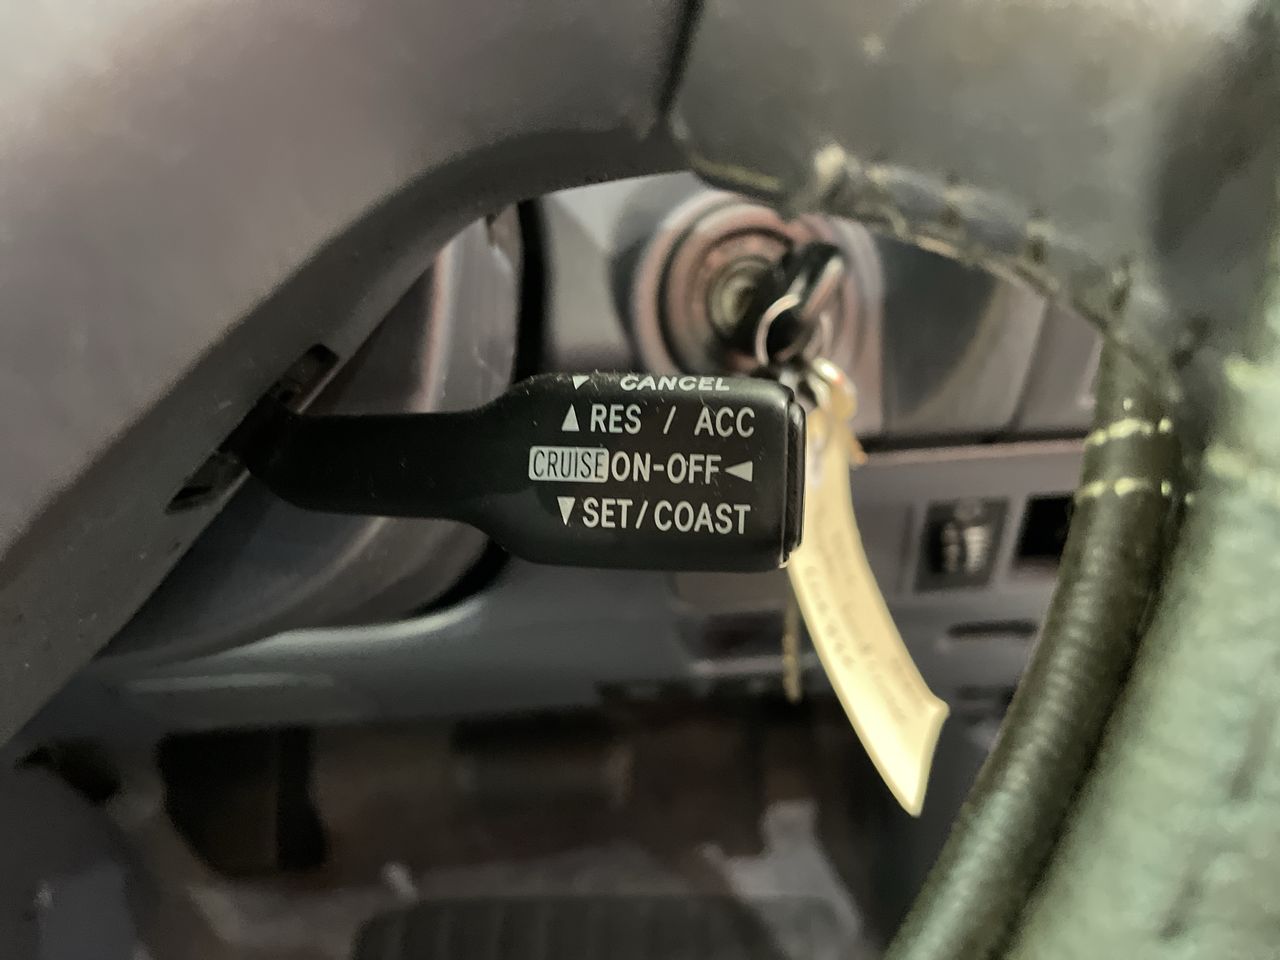 ▼ CANCEL
▲ RES / ACC
CRUISE ON-OFF ◀
▼ SET/COAST